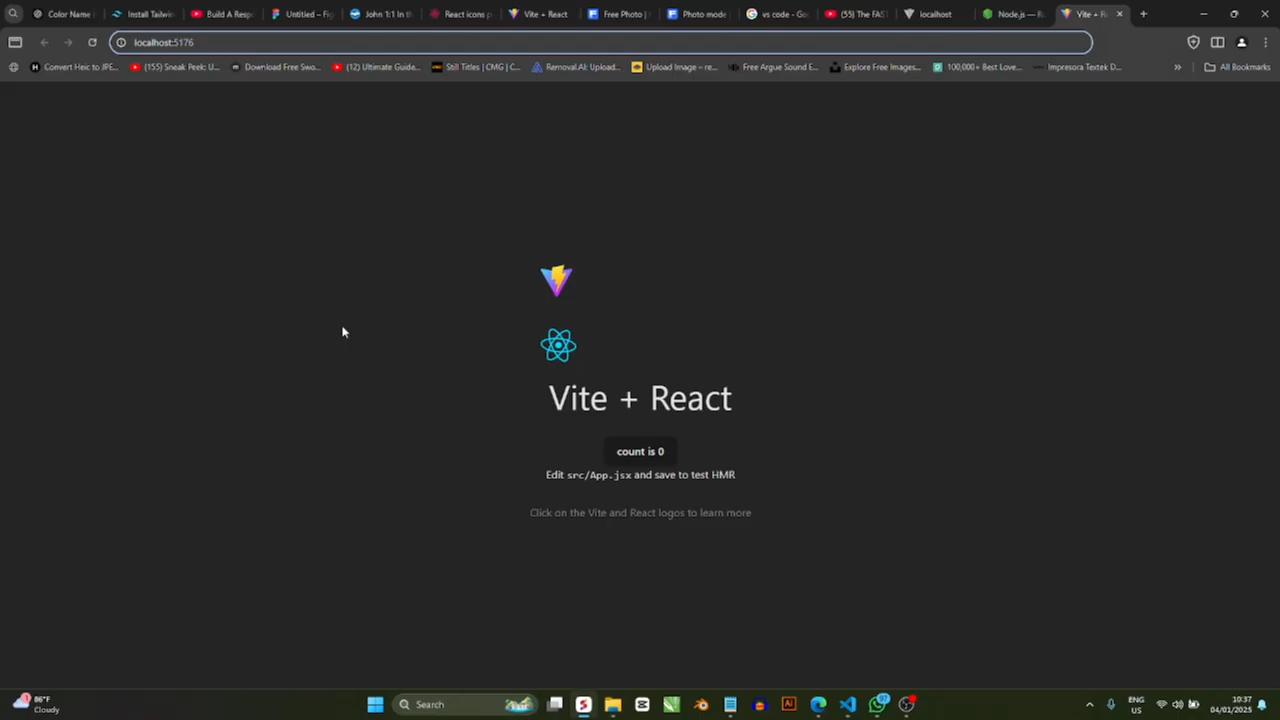 Color Name
Install Tailwi
Build A Resp
Untitled – Fig
John 1:1 In th
React icons p
Vite + React
Free Photo |
Photo mode
vs code - Goo
(55) The FAS
localhost
Node.js — Ru
Vite + Re
localhost:5176
Convert Heic to JPE...
(155) Sneak Peek: U...
Download Free Swo...
(12) Ultimate Guide...
Still Titles | CMG | C...
Removal.AI: Upload...
Upload Image – re...
Free Argue Sound E...
Explore Free Images...
100,000+ Best Love...
Impresora Textek D...
All Bookmarks
Vite + React
count is 0
Edit src/App.jsx and save to test HMR
Click on the Vite and React logos to learn more
86°F
Cloudy
Search
ENG
US
10:37
04/01/2025